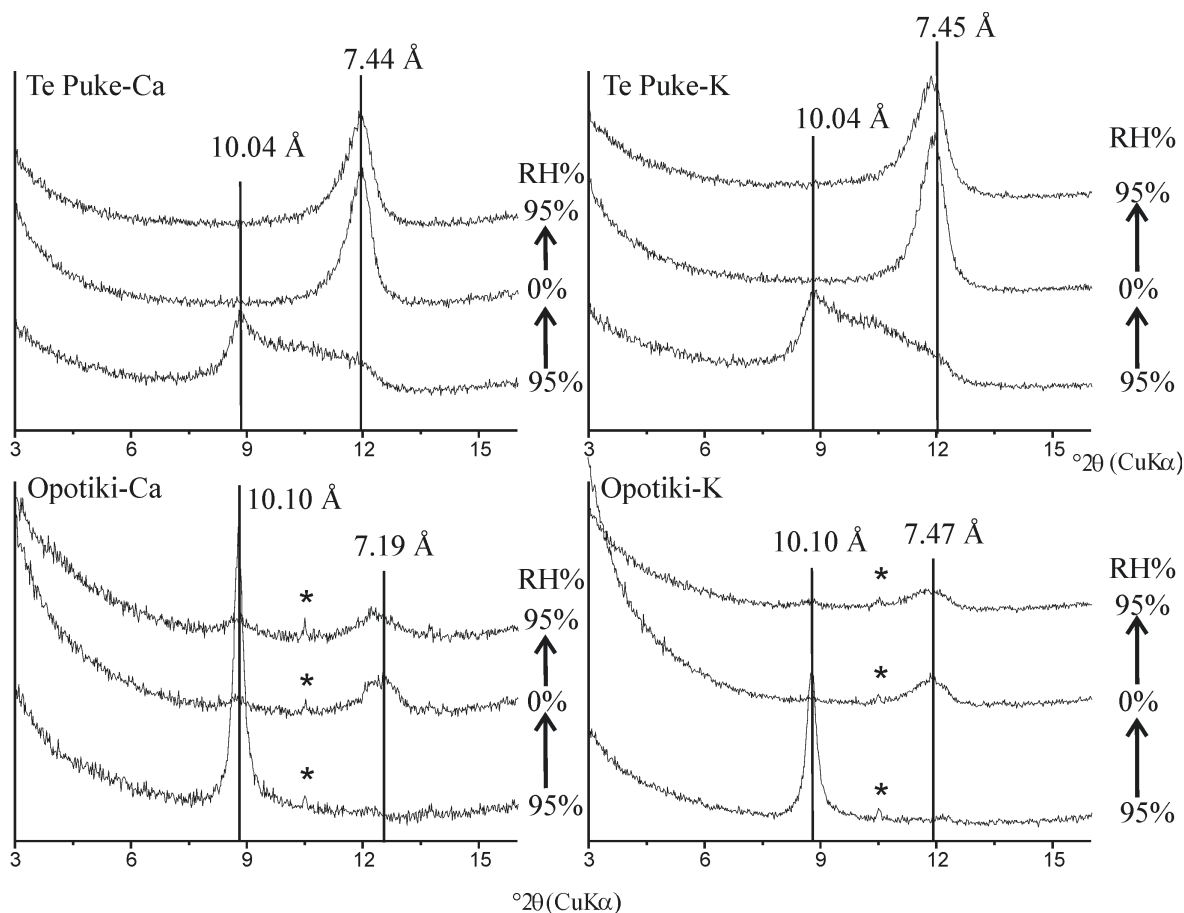 Te Puke-Ca
7.44 Å
10.04 Å
RH%
95%
0%
95%
3 6 9 12 15
Te Puke-K
7.45 Å
10.04 Å
RH%
95%
0%
95%
3 6 9 12 15
°2θ (CuKα)
Opotiki-Ca
10.10 Å
7.19 Å
RH%
95%
0%
95%
*
*
*
3 6 9 12 15
Opotiki-K
10.10 Å
7.47 Å
RH%
95%
0%
95%
*
*
*
3 6 9 12 15
°2θ (CuKα)